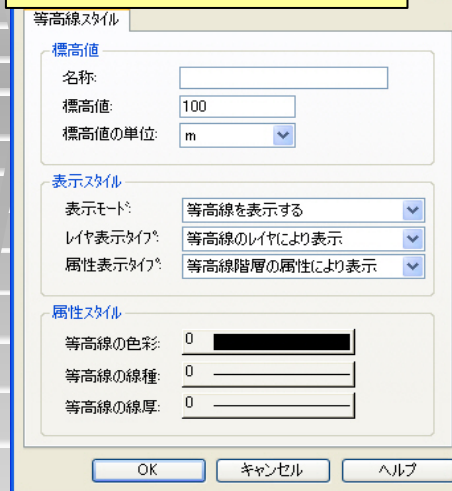 等高線スタイル
標高値
名称:
標高値: 100
標高値の単位: m
表示スタイル
表示モード: 等高線を表示する
レイヤ表示タイプ: 等高線のレイヤにより表示
属性表示タイプ: 等高線階層の属性により表示
属性スタイル
等高線の色彩: 0
等高線の線種: 0
等高線の線厚: 0
OK キャンセル ヘルプ